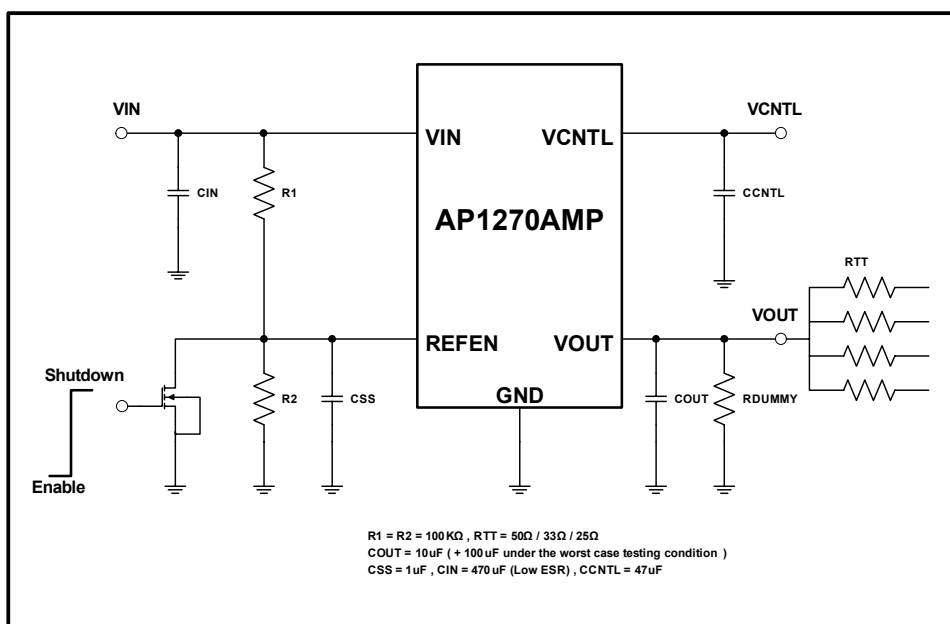 VIN
VCNTL
VIN
VCNTL
CIN
R1
CCNTL
AP1270AMP
RTT
VOUT
REFEN
VOUT
Shutdown
R2
CSS
GND
COUT
RDUMMY
Enable
R1 = R2 = 100KΩ , RTT = 50Ω / 33Ω / 25Ω
COUT = 10uF ( + 100uF under the worst case testing condition )
CSS = 1uF , CIN = 470uF (Low ESR) , CCNTL = 47uF